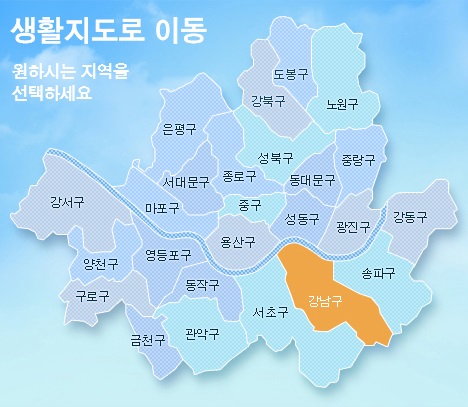 생활지도로 이동
원하시는 지역을
선택하세요
도봉구
강북구
노원구
은평구
성북구
중랑구
서대문구
종로구
동대문구
강서구
마포구
중구
성동구
강동구
광진구
용산구
양천구
영등포구
송파구
동작구
구로구
강남구
서초구
금천구
관악구